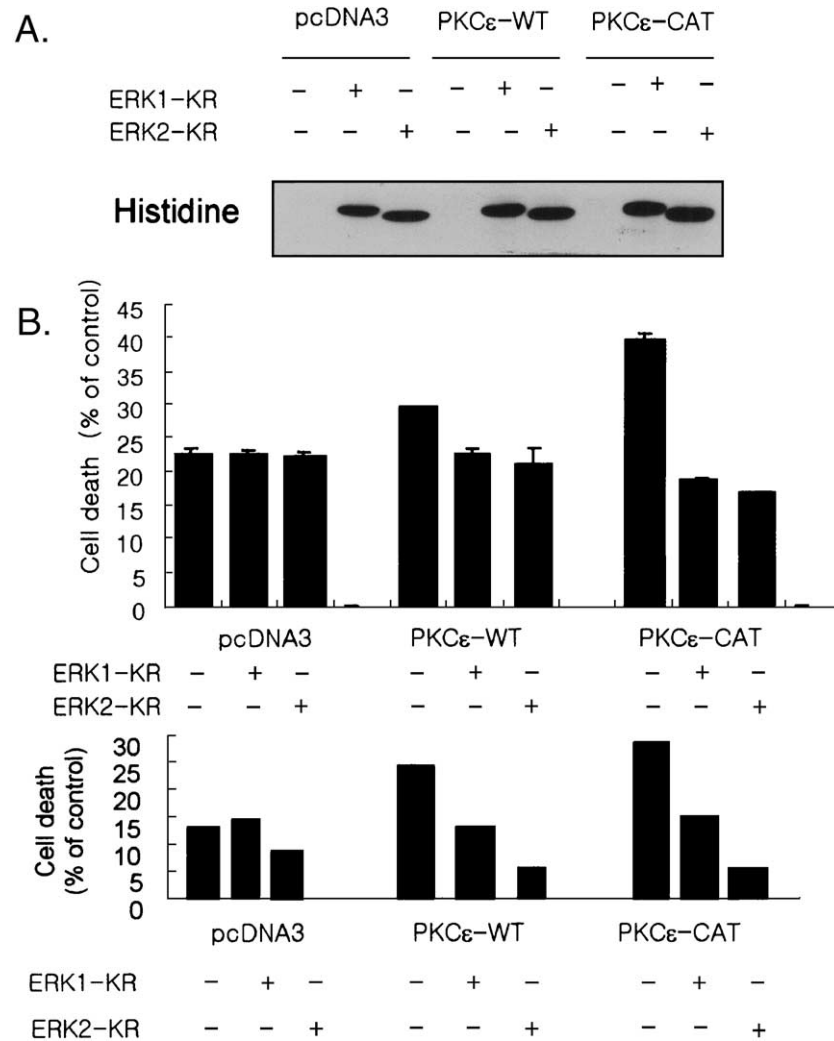 A.
pcDNA3 PKCε-WT PKCε-CAT
ERK1-KR − + − − + − − + −
ERK2-KR − − + − − + − − +
Histidine
B.
Cell death (% of control)
45
40
35
30
25
20
15
10
5
0
pcDNA3 PKCε-WT PKCε-CAT
ERK1-KR − + − − + − − + −
ERK2-KR − − + − − + − − +
Cell death
(% of control)
30
25
20
15
10
5
0
pcDNA3 PKCε-WT PKCε-CAT
ERK1-KR − + − − + − − + −
ERK2-KR − − + − − + − − +